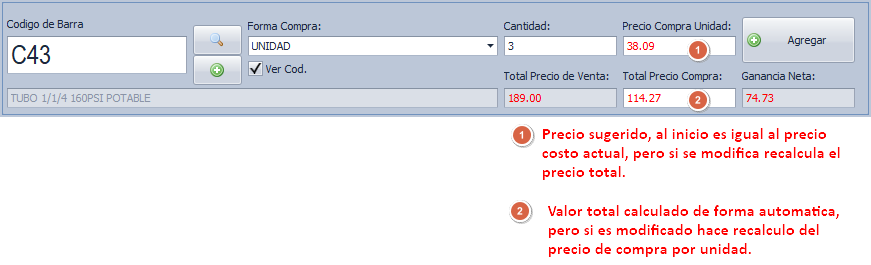 Codigo de Barra
Forma Compra:
Cantidad:
Precio Compra Unidad:
C43
UNIDAD
3
38.09
1
Agregar
Ver Cod.
Total Precio de Venta:
Total Precio Compra:
Ganancia Neta:
TUBO 1/1/4 160PSI POTABLE
189.00
114.27
2
74.73
1
Precio sugerido, al inicio es igual al precio
costo actual, pero si se modifica recalcula el
precio total.
2
Valor total calculado de forma automatica,
pero si es modificado hace recalculo del
precio de compra por unidad.